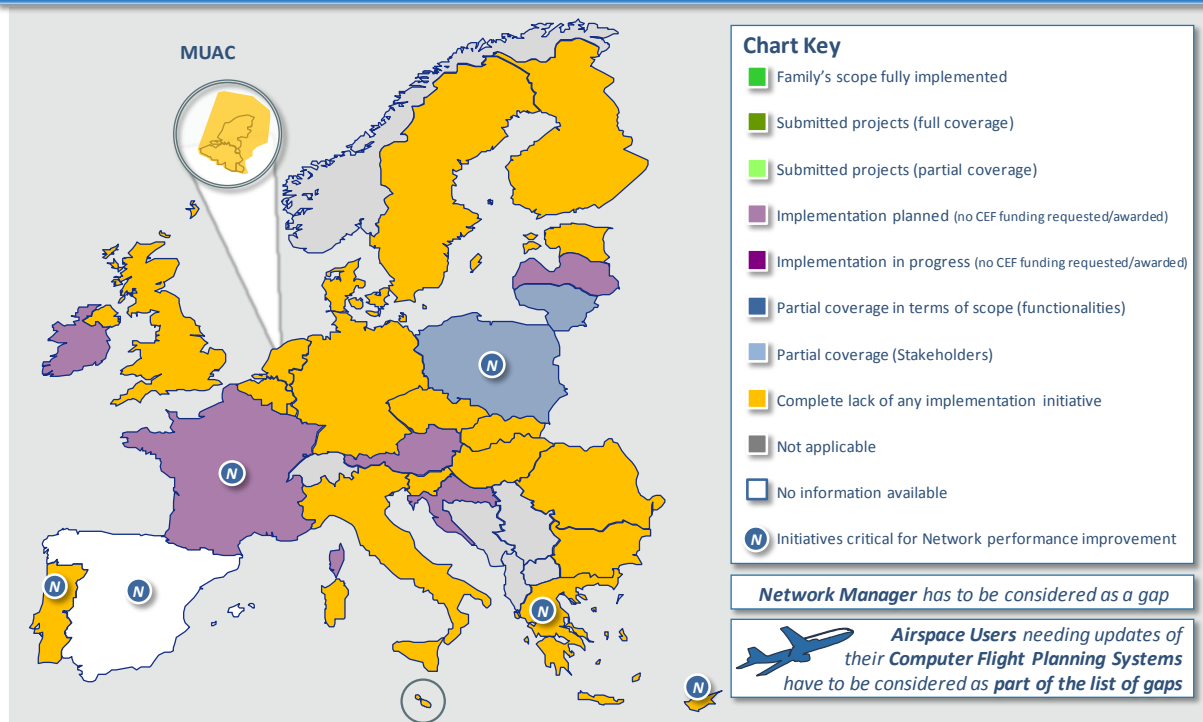 MUAC
N
N
N
N
N
N
Chart Key
Family's scope fully implemented
Submitted projects (full coverage)
Submitted projects (partial coverage)
Implementation planned (no CEF funding requested/awarded)
Implementation in progress (no CEF funding requested/awarded)
Partial coverage in terms of scope (functionalities)
Partial coverage (Stakeholders)
Complete lack of any implementation initiative
Not applicable
No information available
N Initiatives critical for Network performance improvement
Network Manager has to be considered as a gap
Airspace Users needing updates of
their Computer Flight Planning Systems
have to be considered as part of the list of gaps